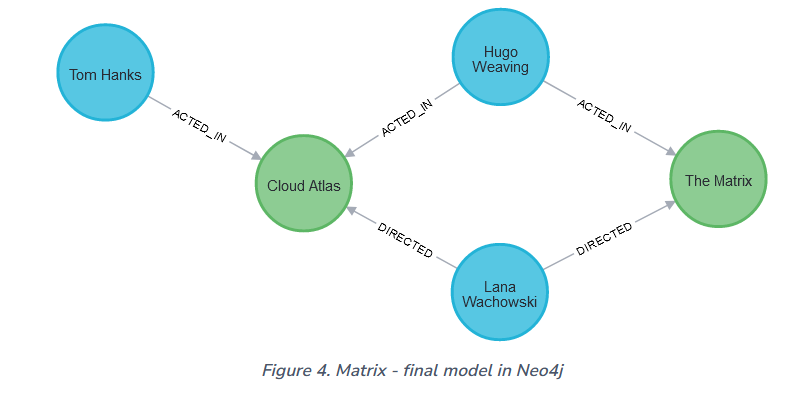 Tom Hanks
Hugo
Weaving
ACTED_IN
ACTED_IN
ACTED_IN
Cloud Atlas
The Matrix
DIRECTED
DIRECTED
Lana
Wachowski
Figure 4. Matrix - final model in Neo4j